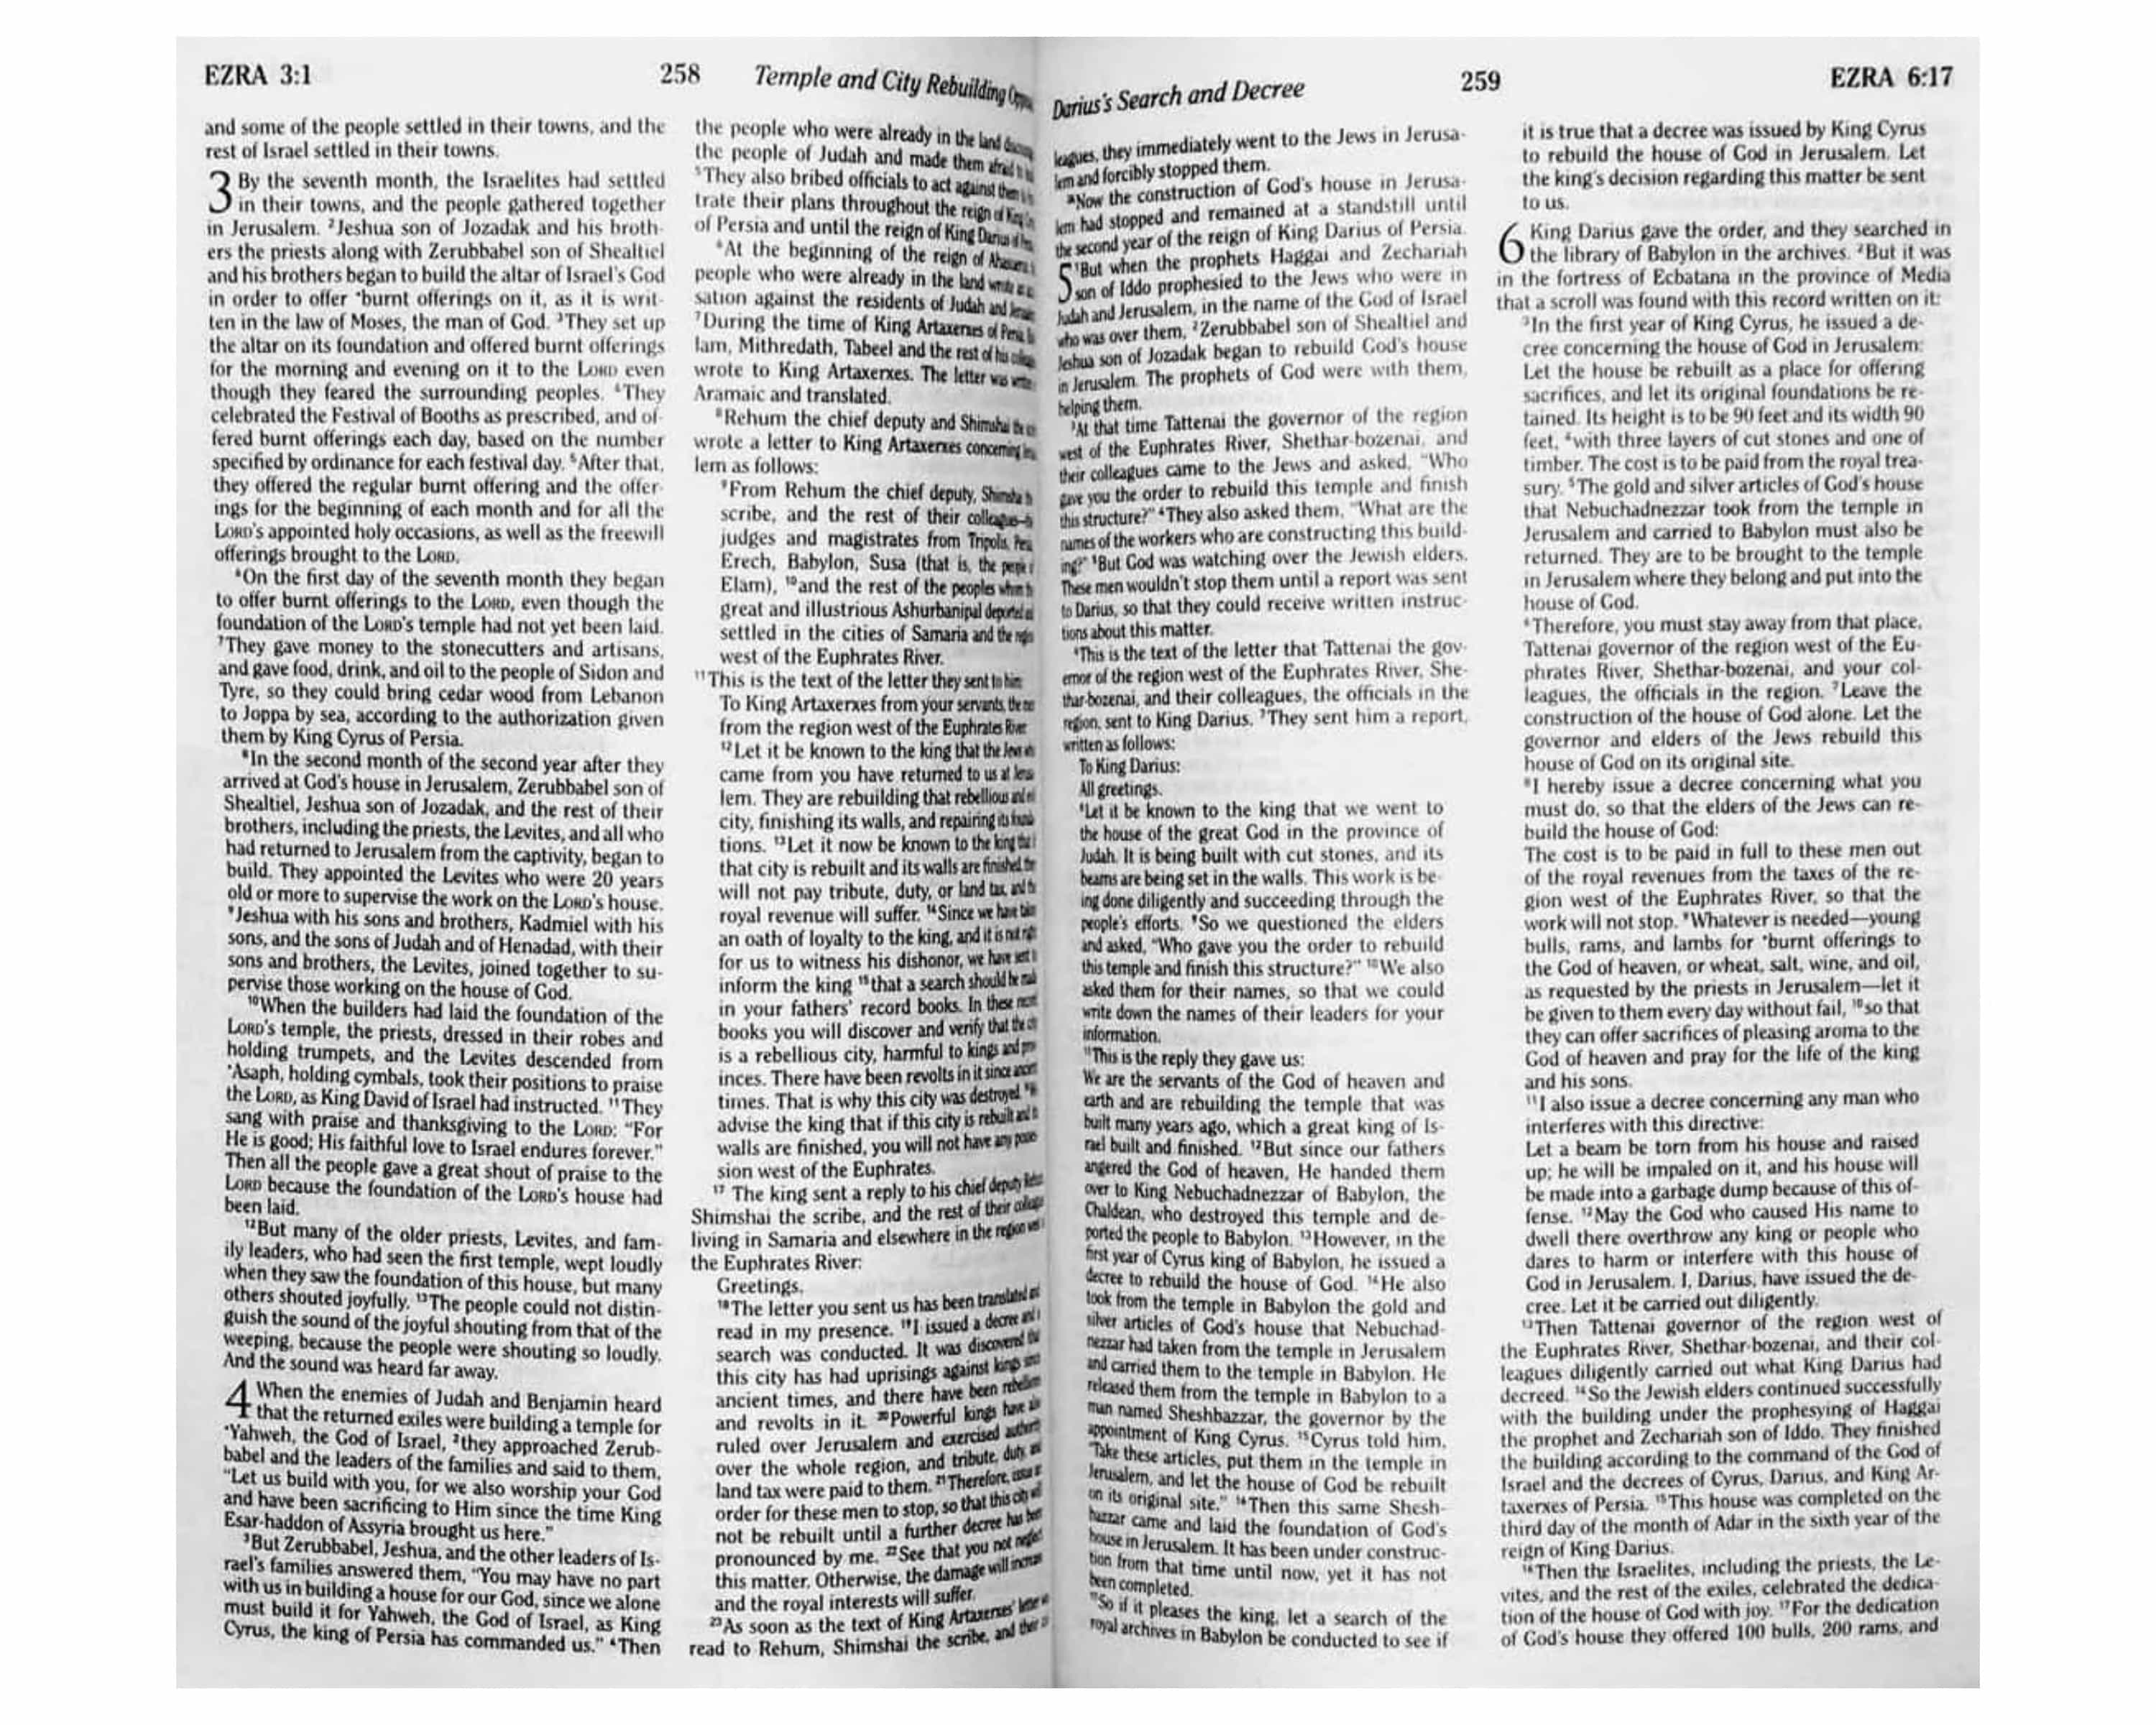 EZRA 3:1
258
Temple and City Rebuilding
and some of the people settled in their towns, and the
rest of Israel settled in their towns.
3 By the seventh month, the Israelites had settled
in their towns, and the people gathered together
in Jerusalem. ²Jeshua son of Jozadak and his broth-
ers the priests along with Zerubbabel son of Shealtiel
and his brothers began to build the altar of Israel's God
in order to offer •burnt offerings on it, as it is writ-
ten in the law of Moses, the man of God. ³They set up
the altar on its foundation and offered burnt offerings
for the morning and evening on it to the LORD even
though they feared the surrounding peoples. ⁴They
celebrated the Festival of Booths as prescribed, and of-
fered burnt offerings each day, based on the number
specified by ordinance for each festival day. ⁵After that,
they offered the regular burnt offering and the offer-
ings for the beginning of each month and for all the
LORD's appointed holy occasions, as well as the freewill
offerings brought to the LORD.
⁶On the first day of the seventh month they began
to offer burnt offerings to the LORD, even though the
foundation of the LORD's temple had not yet been laid.
⁷They gave money to the stonecutters and artisans,
and gave food, drink, and oil to the people of Sidon and
Tyre, so they could bring cedar wood from Lebanon
to Joppa by sea, according to the authorization given
them by King Cyrus of Persia.
⁸In the second month of the second year after they
arrived at God's house in Jerusalem, Zerubbabel son of
Shealtiel, Jeshua son of Jozadak, and the rest of their
brothers, including the priests, the Levites, and all who
had returned to Jerusalem from the captivity, began to
build. They appointed the Levites who were 20 years
old or more to supervise the work on the LORD's house.
⁹Jeshua with his sons and brothers, Kadmiel with his
sons, and the sons of Judah and of Henadad, with their
sons and brothers, the Levites, joined together to su-
pervise those working on the house of God.
¹⁰When the builders had laid the foundation of the
LORD's temple, the priests, dressed in their robes and
holding trumpets, and the Levites descended from
•Asaph, holding cymbals, took their positions to praise
the LORD, as King David of Israel had instructed. ¹¹They
sang with praise and thanksgiving to the LORD: "For
He is good; His faithful love to Israel endures forever."
Then all the people gave a great shout of praise to the
LORD because the foundation of the LORD's house had
been laid.
¹²But many of the older priests, Levites, and fam-
ily leaders, who had seen the first temple, wept loudly
when they saw the foundation of this house, but many
others shouted joyfully. ¹³The people could not distin-
guish the sound of the joyful shouting from that of the
weeping, because the people were shouting so loudly.
And the sound was heard far away.
4 When the enemies of Judah and Benjamin heard
that the returned exiles were building a temple for
•Yahweh, the God of Israel, ²they approached Zerub-
babel and the leaders of the families and said to them,
"Let us build with you, for we also worship your God
and have been sacrificing to Him since the time King
Esar-haddon of Assyria brought us here."
³But Zerubbabel, Jeshua, and the other leaders of Is-
rael's families answered them, "You may have no part
with us in building a house for our God, since we alone
must build it for Yahweh, the God of Israel, as King
Cyrus, the king of Persia has commanded us." ⁴Then
the people who were already in the land
the people of Judah and made them afraid
⁵They also bribed officials to act against them
trate their plans throughout the reign of King
of Persia and until the reign of King Darius
⁶At the beginning of the reign of
people who were already in the land
sation against the residents of Judah and
⁷During the time of King Artaxerxes of
lam, Mithredath, Tabeel and the rest of his
wrote to King Artaxerxes. The letter was
Aramaic and translated.
⁸Rehum the chief deputy and Shimshai the
wrote a letter to King Artaxerxes concerning
lem as follows:
⁹From Rehum the chief deputy, Shimshai
scribe, and the rest of their colleagues—
judges and magistrates from Tripolis,
Erech, Babylon, Susa (that is, the people
Elam), ¹⁰and the rest of the peoples whom
great and illustrious Ashurbanipal deported
settled in the cities of Samaria and the
west of the Euphrates River.
¹¹This is the text of the letter they sent to him:
To King Artaxerxes from your servants, the
from the region west of the Euphrates River:
¹²Let it be known to the king that the Jews
came from you have returned to us at
lem. They are rebuilding that rebellious
city, finishing its walls, and repairing its
tions. ¹³Let it now be known to the king that
that city is rebuilt and its walls are finished,
will not pay tribute, duty, or land tax, and
royal revenue will suffer. ¹⁴Since we have
an oath of loyalty to the king, and it is not
for us to witness his dishonor, we have sent
inform the king ¹⁵that a search should be
in your fathers' record books. In these
books you will discover and verify that the
is a rebellious city, harmful to kings and
inces. There have been revolts in it since
times. That is why this city was destroyed.
advise the king that if this city is rebuilt and
walls are finished, you will not have any
sion west of the Euphrates.
¹⁷ The king sent a reply to his chief deputy
Shimshai the scribe, and the rest of their
living in Samaria and elsewhere in the region
the Euphrates River:
Greetings.
¹⁸The letter you sent us has been translated
read in my presence. ¹⁹I issued a decree and
search was conducted. It was discovered
this city has had uprisings against kings
ancient times, and there have been
and revolts in it. ²⁰Powerful kings have
ruled over Jerusalem and exercised
over the whole region, and tribute, duty,
land tax were paid to them. ²¹Therefore,
order for these men to stop, so that this city
not be rebuilt until a further decree has
pronounced by me. ²²See that you not neglect
this matter. Otherwise, the damage will
and the royal interests will suffer.
²³As soon as the text of King Artaxerxes' letter
read to Rehum, Shimshai the scribe, and their
Darius's Search and Decree
259
EZRA 6:17
leagues, they immediately went to the Jews in Jerusa-
lem and forcibly stopped them.
²⁴Now the construction of God's house in Jerusa-
lem had stopped and remained at a standstill until
the second year of the reign of King Darius of Persia.
5 ¹But when the prophets Haggai and Zechariah
son of Iddo prophesied to the Jews who were in
Judah and Jerusalem, in the name of the God of Israel
who was over them, ²Zerubbabel son of Shealtiel and
Jeshua son of Jozadak began to rebuild God's house
in Jerusalem. The prophets of God were with them,
helping them.
³At that time Tattenai the governor of the region
west of the Euphrates River, Shethar-bozenai, and
their colleagues came to the Jews and asked, "Who
gave you the order to rebuild this temple and finish
this structure?" ⁴They also asked them, "What are the
names of the workers who are constructing this build-
ing?" ⁵But God was watching over the Jewish elders.
These men wouldn't stop them until a report was sent
to Darius, so that they could receive written instruc-
tions about this matter.
⁶This is the text of the letter that Tattenai the gov-
ernor of the region west of the Euphrates River, She-
thar-bozenai, and their colleagues, the officials in the
region, sent to King Darius. ⁷They sent him a report,
written as follows:
To King Darius:
All greetings.
⁸Let it be known to the king that we went to
the house of the great God in the province of
Judah. It is being built with cut stones, and its
beams are being set in the walls. This work is be-
ing done diligently and succeeding through the
people's efforts. ⁹So we questioned the elders
and asked, "Who gave you the order to rebuild
this temple and finish this structure?" ¹⁰We also
asked them for their names, so that we could
write down the names of their leaders for your
information.
¹¹This is the reply they gave us:
We are the servants of the God of heaven and
earth and are rebuilding the temple that was
built many years ago, which a great king of Is-
rael built and finished. ¹²But since our fathers
angered the God of heaven, He handed them
over to King Nebuchadnezzar of Babylon, the
Chaldean, who destroyed this temple and de-
ported the people to Babylon. ¹³However, in the
first year of Cyrus king of Babylon, he issued a
decree to rebuild the house of God. ¹⁴He also
took from the temple in Babylon the gold and
silver articles of God's house that Nebuchad-
nezzar had taken from the temple in Jerusalem
and carried them to the temple in Babylon. He
released them from the temple in Babylon to a
man named Sheshbazzar, the governor by the
appointment of King Cyrus. ¹⁵Cyrus told him,
"Take these articles, put them in the temple in
Jerusalem, and let the house of God be rebuilt
on its original site." ¹⁶Then this same Shesh-
bazzar came and laid the foundation of God's
house in Jerusalem. It has been under construc-
tion from that time until now, yet it has not
been completed.
¹⁷So if it pleases the king, let a search of the
royal archives in Babylon be conducted to see if
it is true that a decree was issued by King Cyrus
to rebuild the house of God in Jerusalem. Let
the king's decision regarding this matter be sent
to us.
6 King Darius gave the order, and they searched in
the library of Babylon in the archives. ²But it was
in the fortress of Ecbatana in the province of Media
that a scroll was found with this record written on it:
³In the first year of King Cyrus, he issued a de-
cree concerning the house of God in Jerusalem:
Let the house be rebuilt as a place for offering
sacrifices, and let its original foundations be re-
tained. Its height is to be 90 feet and its width 90
feet, ⁴with three layers of cut stones and one of
timber. The cost is to be paid from the royal trea-
sury. ⁵The gold and silver articles of God's house
that Nebuchadnezzar took from the temple in
Jerusalem and carried to Babylon must also be
returned. They are to be brought to the temple
in Jerusalem where they belong and put into the
house of God.
⁶Therefore, you must stay away from that place,
Tattenai governor of the region west of the Eu-
phrates River, Shethar-bozenai, and your col-
leagues, the officials in the region. ⁷Leave the
construction of the house of God alone. Let the
governor and elders of the Jews rebuild this
house of God on its original site.
⁸I hereby issue a decree concerning what you
must do, so that the elders of the Jews can re-
build the house of God:
The cost is to be paid in full to these men out
of the royal revenues from the taxes of the re-
gion west of the Euphrates River, so that the
work will not stop. ⁹Whatever is needed—young
bulls, rams, and lambs for •burnt offerings to
the God of heaven, or wheat, salt, wine, and oil,
as requested by the priests in Jerusalem—let it
be given to them every day without fail, ¹⁰so that
they can offer sacrifices of pleasing aroma to the
God of heaven and pray for the life of the king
and his sons.
¹¹I also issue a decree concerning any man who
interferes with this directive:
Let a beam be torn from his house and raised
up; he will be impaled on it, and his house will
be made into a garbage dump because of this of-
fense. ¹²May the God who caused His name to
dwell there overthrow any king or people who
dares to harm or interfere with this house of
God in Jerusalem. I, Darius, have issued the de-
cree. Let it be carried out diligently.
¹³Then Tattenai governor of the region west of
the Euphrates River, Shethar-bozenai, and their col-
leagues diligently carried out what King Darius had
decreed. ¹⁴So the Jewish elders continued successfully
with the building under the prophesying of Haggai
the prophet and Zechariah son of Iddo. They finished
the building according to the command of the God of
Israel and the decrees of Cyrus, Darius, and King Ar-
taxerxes of Persia. ¹⁵This house was completed on the
third day of the month of Adar in the sixth year of the
reign of King Darius.
¹⁶Then the Israelites, including the priests, the Le-
vites, and the rest of the exiles, celebrated the dedica-
tion of the house of God with joy. ¹⁷For the dedication
of God's house they offered 100 bulls, 200 rams, and